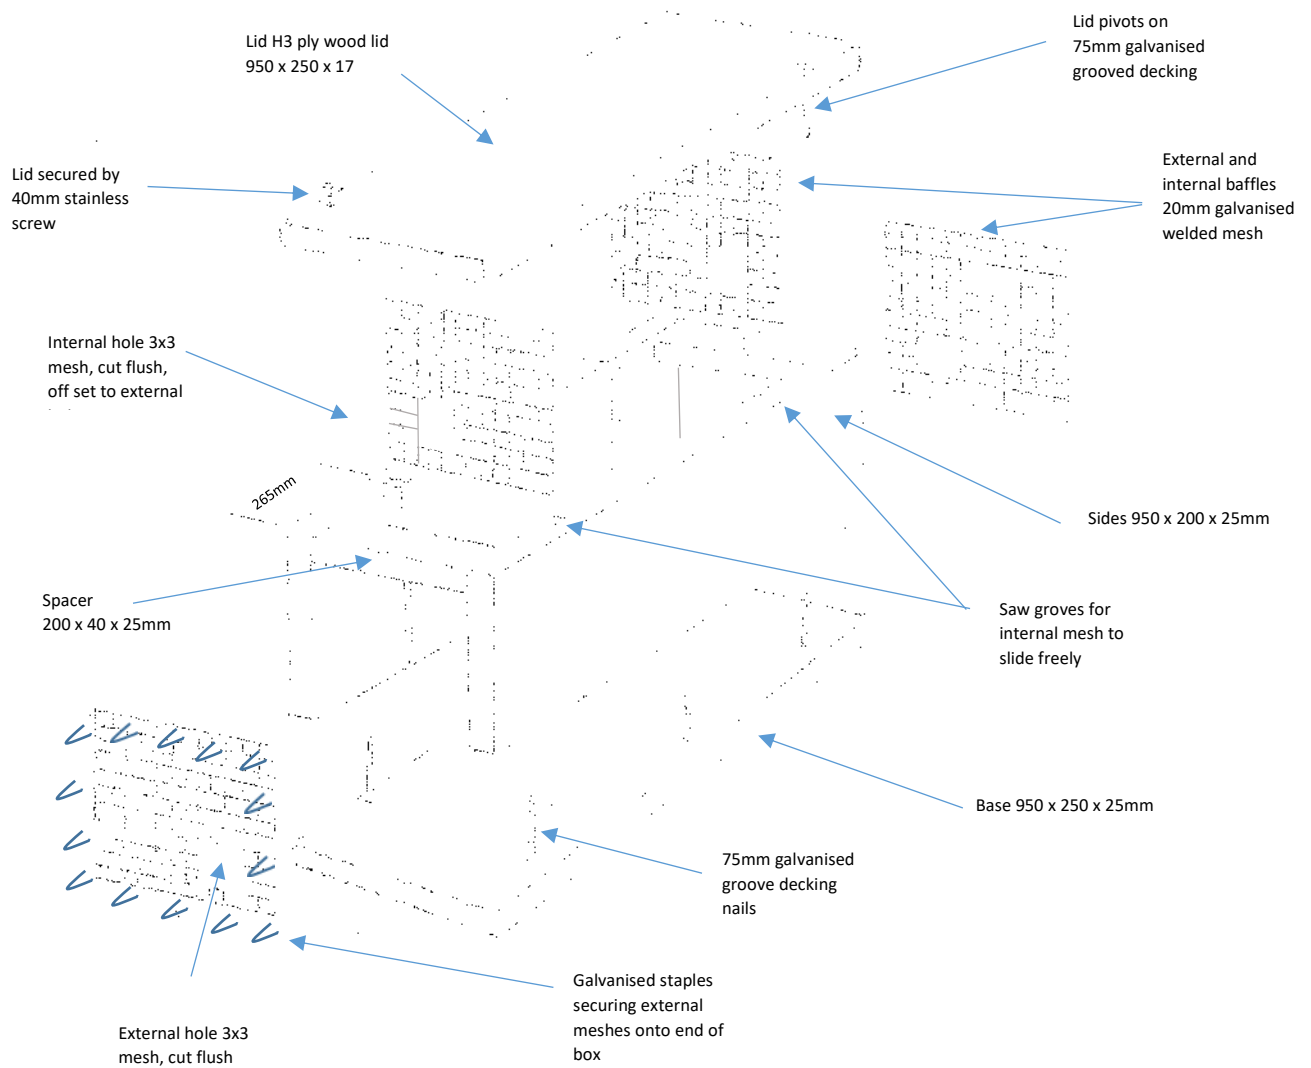 Lid H3 ply wood lid
950 x 250 x 17
Lid pivots on
75mm galvanised
grooved decking
Lid secured by
40mm stainless
screw
External and
internal baffles
20mm galvanised
welded mesh
Internal hole 3x3
mesh, cut flush,
off set to external
265mm
Sides 950 x 200 x 25mm
Spacer
200 x 40 x 25mm
Saw groves for
internal mesh to
slide freely
Base 950 x 250 x 25mm
75mm galvanised
groove decking
nails
Galvanised staples
securing external
meshes onto end of
box
External hole 3x3
mesh, cut flush